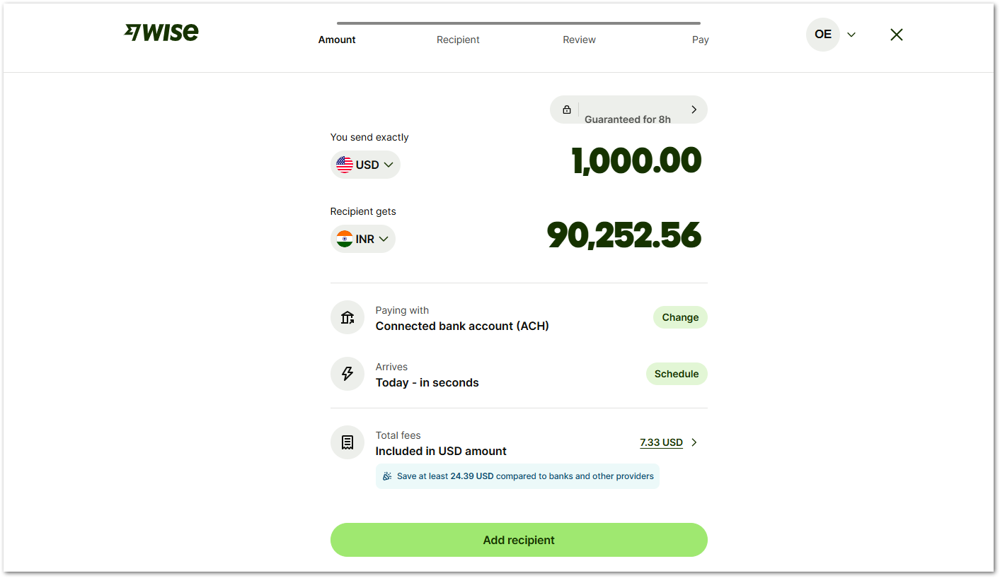 WISE
Amount
Recipient
Review
Pay
OE
Guaranteed for 8h
You send exactly
USD
1,000.00
Recipient gets
INR
90,252.56
Paying with
Connected bank account (ACH)
Change
Arrives
Today - in seconds
Schedule
Total fees
Included in USD amount
7.33 USD
Save at least 24.39 USD compared to banks and other providers
Add recipient